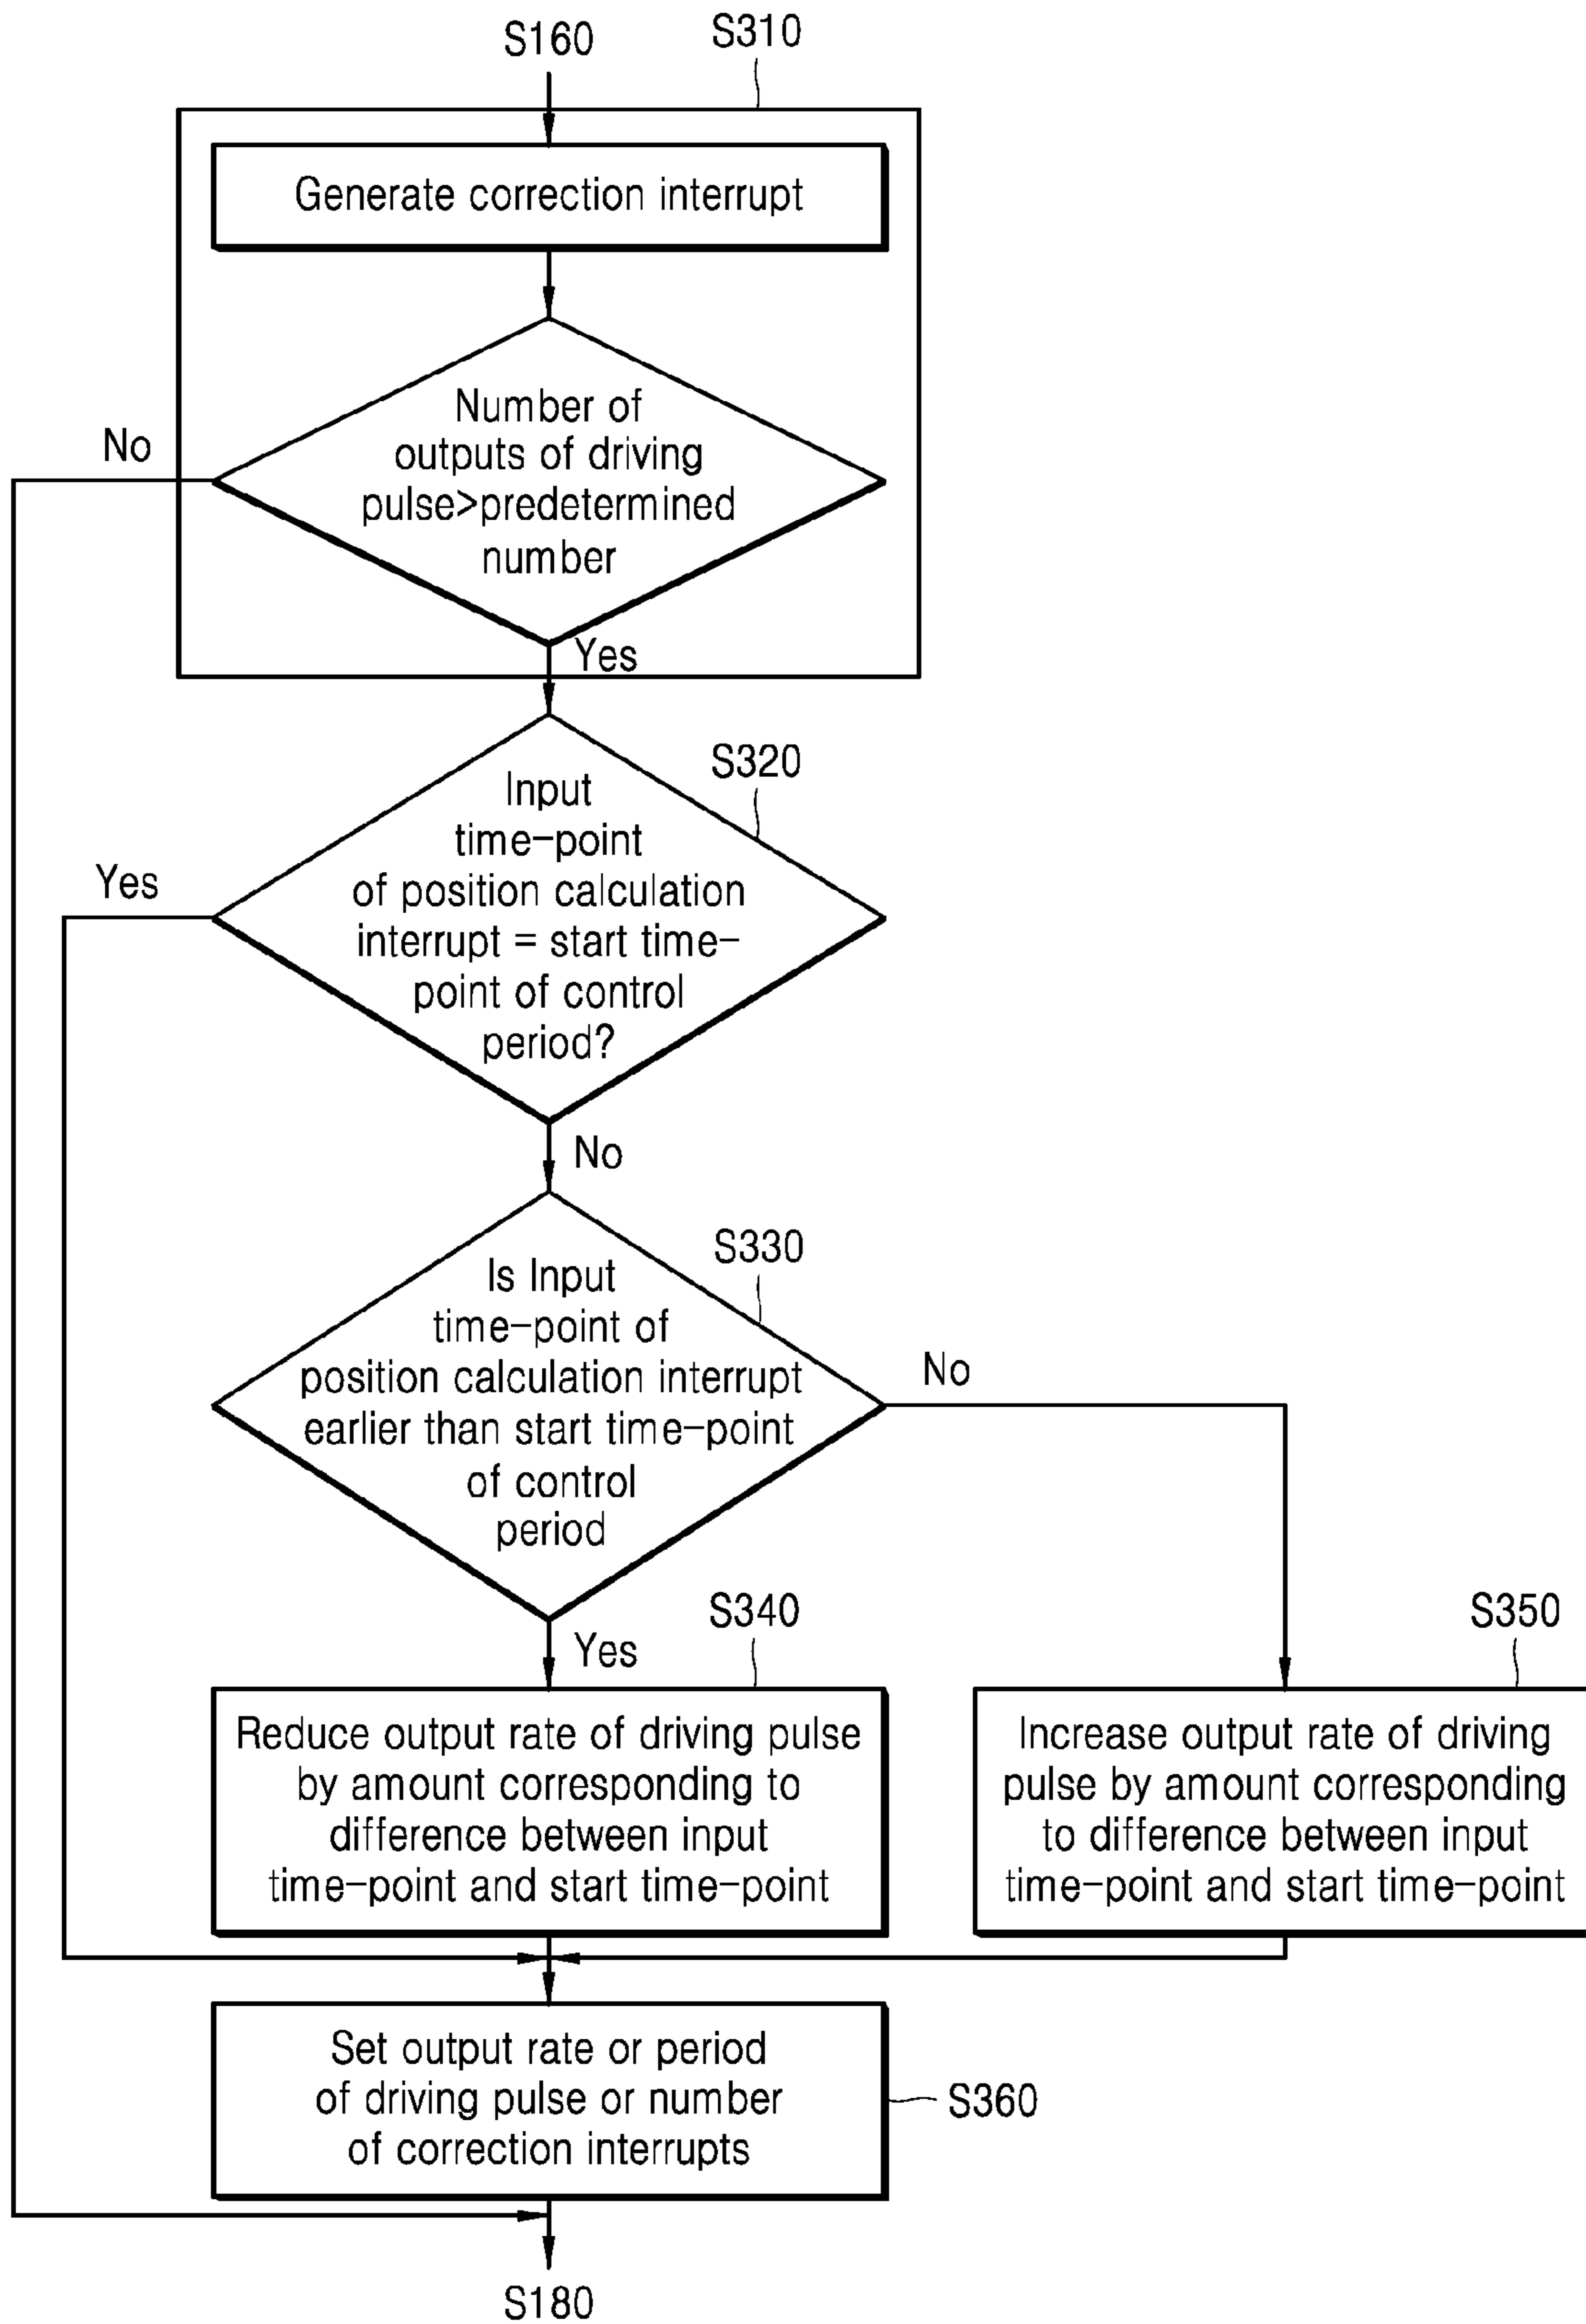 S160
S310
Generate correction interrupt
Number of
outputs of driving
pulse>predetermined
number
No
Yes
S320
Input
time-point
of position calculation
interrupt = start time-
point of control
period?
Yes
No
S330
Is Input
time-point of
position calculation interrupt
earlier than start time-point
of control
period
No
Yes
S340
Reduce output rate of driving pulse
by amount corresponding to
difference between input
time-point and start time-point
S350
Increase output rate of driving
pulse by amount corresponding
to difference between input
time-point and start time-point
Set output rate or period
of driving pulse or number
of correction interrupts
S360
S180